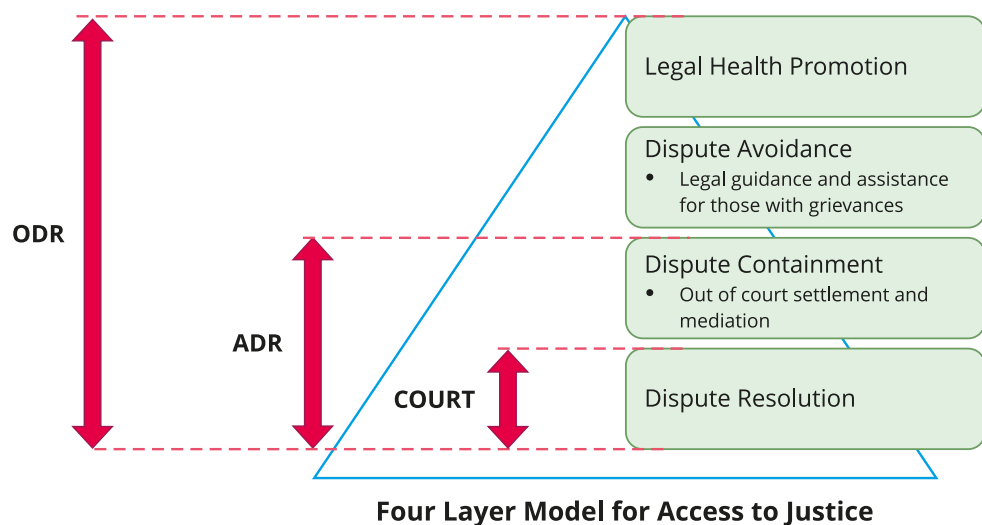 Legal Health Promotion
Dispute Avoidance
• Legal guidance and assistance
for those with grievances
ODR
Dispute Containment
• Out of court settlement and
mediation
ADR
COURT
Dispute Resolution
Four Layer Model for Access to Justice